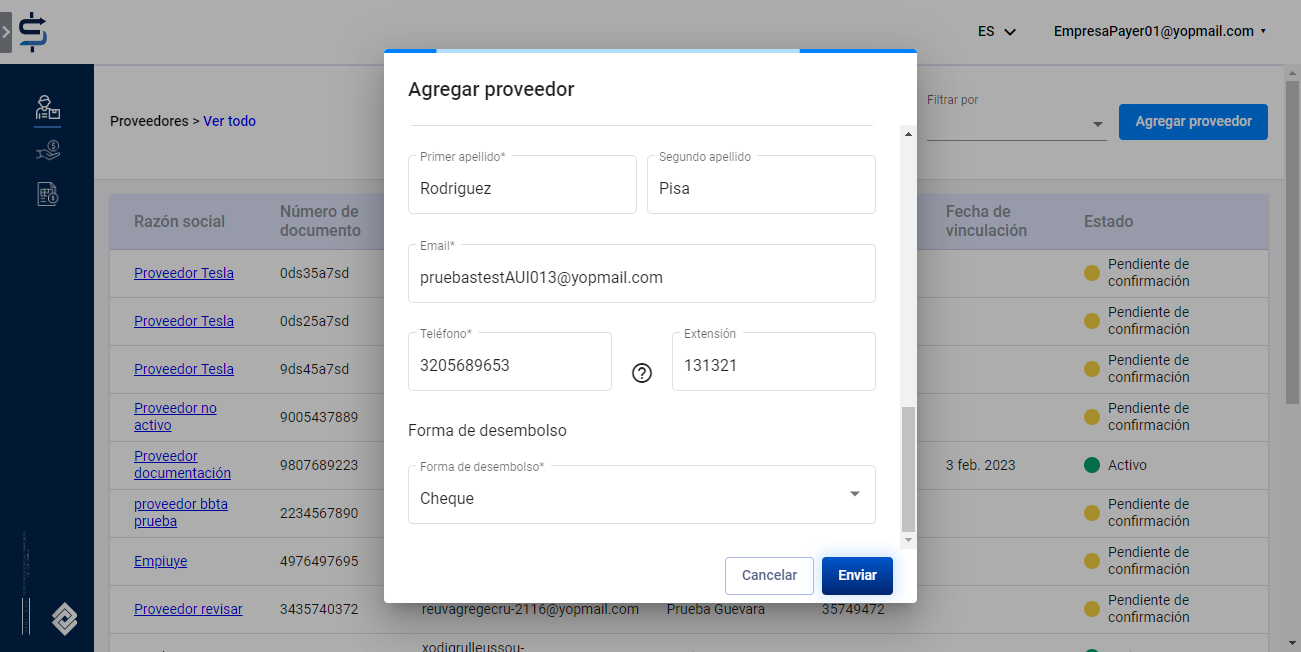 ES
EmpresaPayer01@yopmail.com
Proveedores > Ver todo
Filtrar por
Agregar proveedor
Agregar proveedor
Primer apellido*
Rodriguez
Segundo apellido
Pisa
Email*
pruebastestAUI013@yopmail.com
Teléfono*
3205689653
Extensión
131321
Forma de desembolso
Forma de desembolso*
Cheque
Cancelar
Enviar
Razón social
Número de
documento
Fecha de
vinculación
Estado
Proveedor Tesla
0ds35a7sd
Pendiente de
confirmación
Proveedor Tesla
0ds25a7sd
Pendiente de
confirmación
Proveedor Tesla
9ds45a7sd
Pendiente de
confirmación
Proveedor no
activo
9005437889
Pendiente de
confirmación
Proveedor
documentación
9807689223
3 feb. 2023
Activo
proveedor bbta
prueba
2234567890
Pendiente de
confirmación
Empiuye
4976497695
Pendiente de
confirmación
Proveedor revisar
3435740372
reuvagregecru-2116@yopmail.com
Prueba Guevara
35749472
Pendiente de
confirmación
xodigrulleussou-